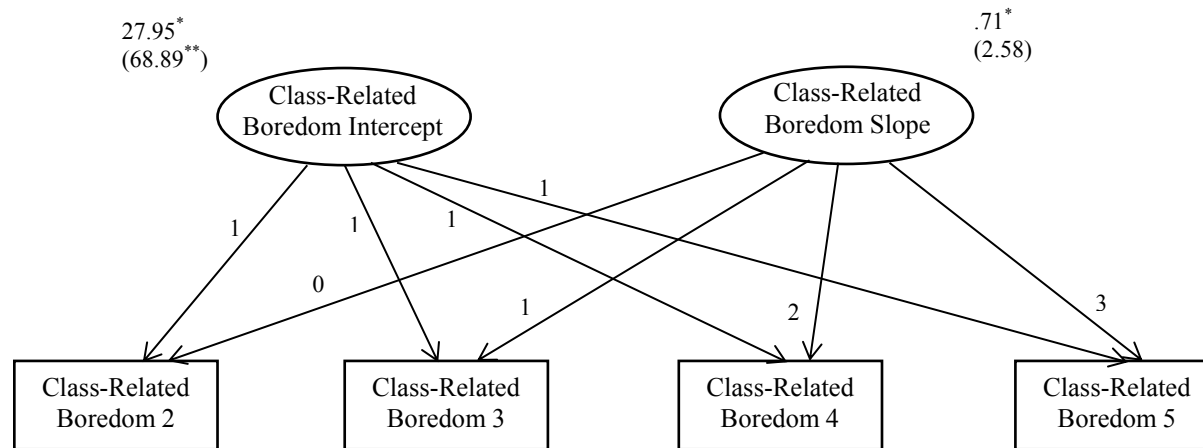 27.95*
(68.89**)
.71*
(2.58)
Class-Related
Boredom Intercept
Class-Related
Boredom Slope
1
1
1
1
0
1
2
3
Class-Related
Boredom 2
Class-Related
Boredom 3
Class-Related
Boredom 4
Class-Related
Boredom 5